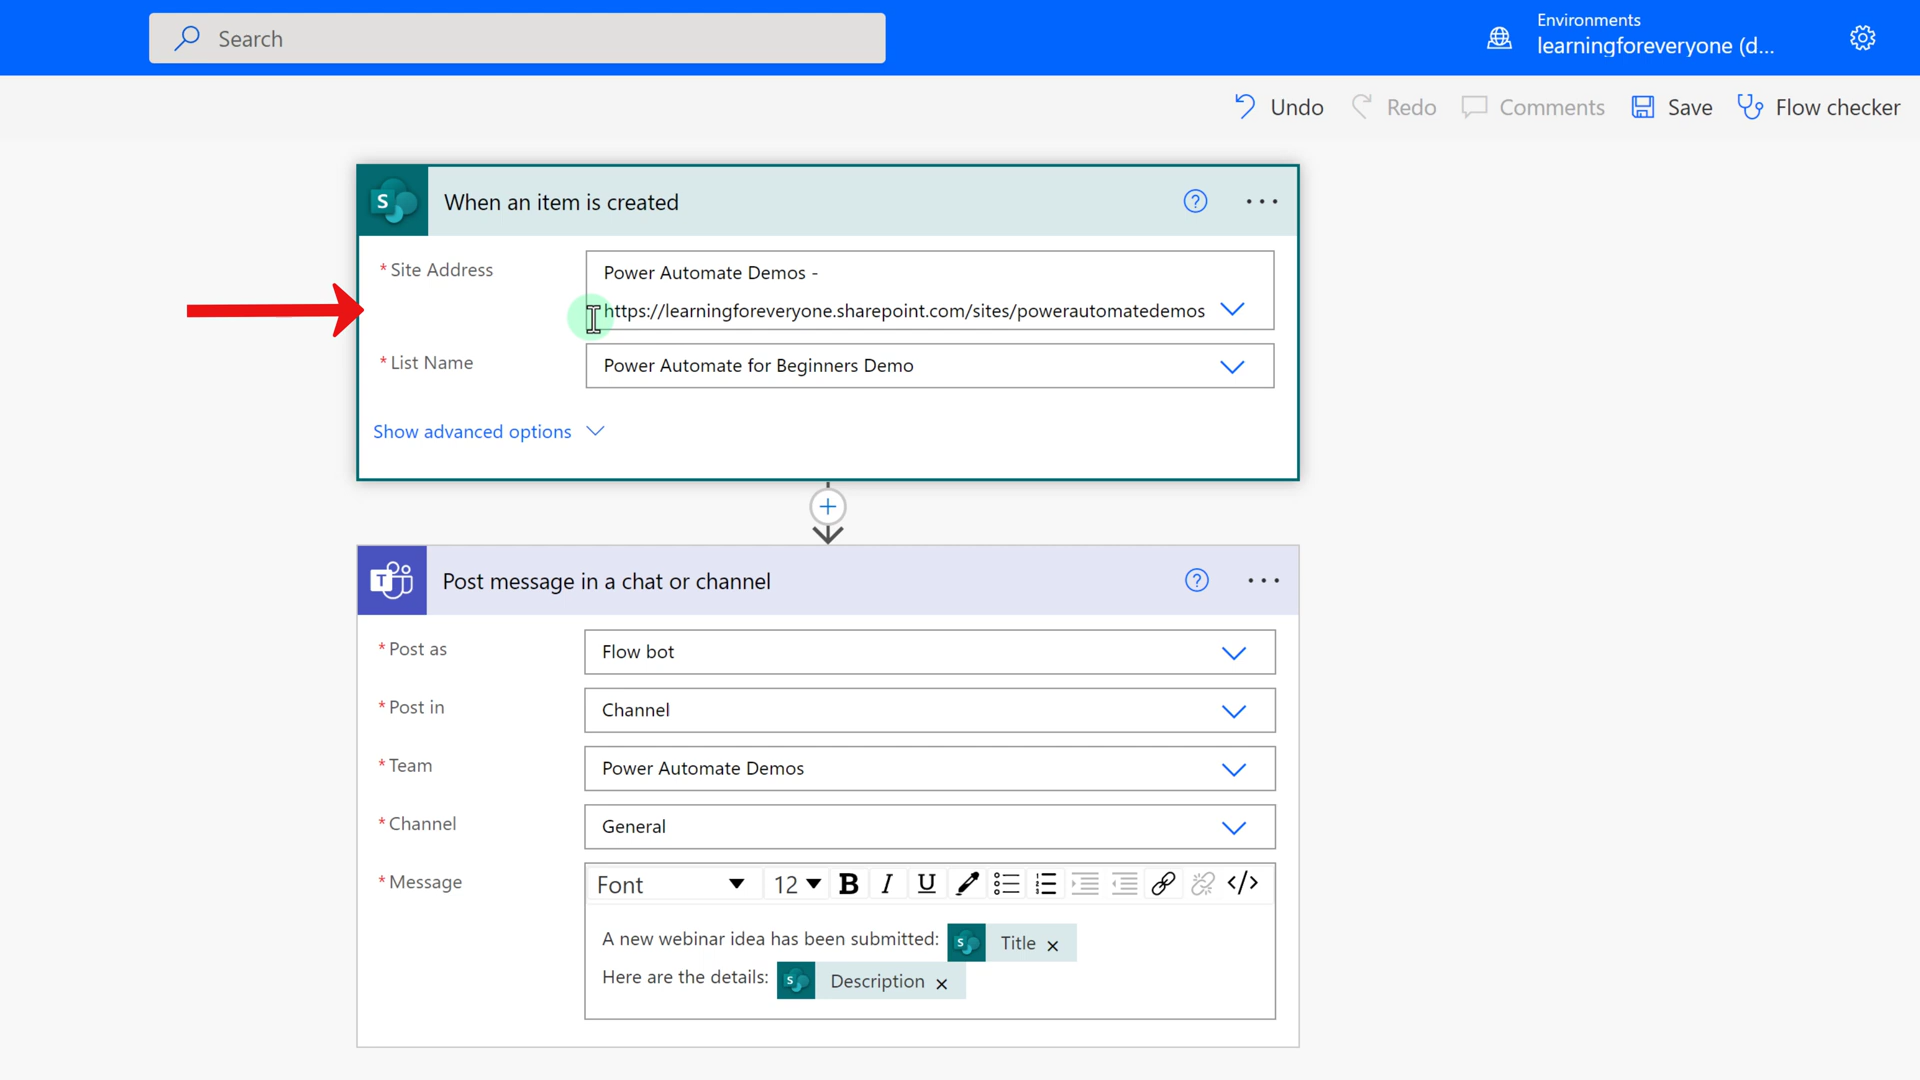 Search
Environments
learningforeveryone (d...
Undo
Redo
Comments
Save
Flow checker
S
When an item is created
?
...
* Site Address
Power Automate Demos -
https://learningforeveryone.sharepoint.com/sites/powerautomatedemos
* List Name
Power Automate for Beginners Demo
Show advanced options
+
T
Post message in a chat or channel
?
...
* Post as
Flow bot
* Post in
Channel
* Team
Power Automate Demos
* Channel
General
* Message
Font 12 B I U </>
A new webinar idea has been submitted: S Title ×
Here are the details: S Description ×